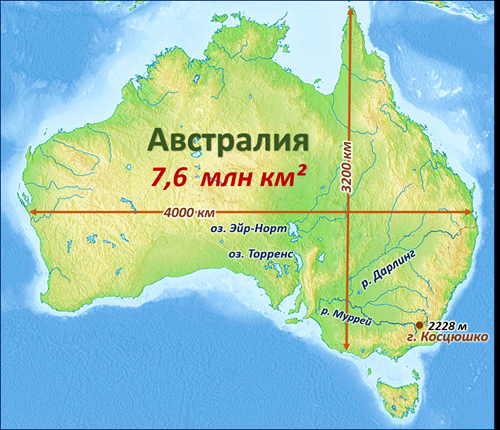 Австралия
7,6 млн км²
3200 км
4000 км
оз. Эйр-Норт
оз. Торренс
р. Дарлинг
р. Муррей
2228 м
г. Косцюшко